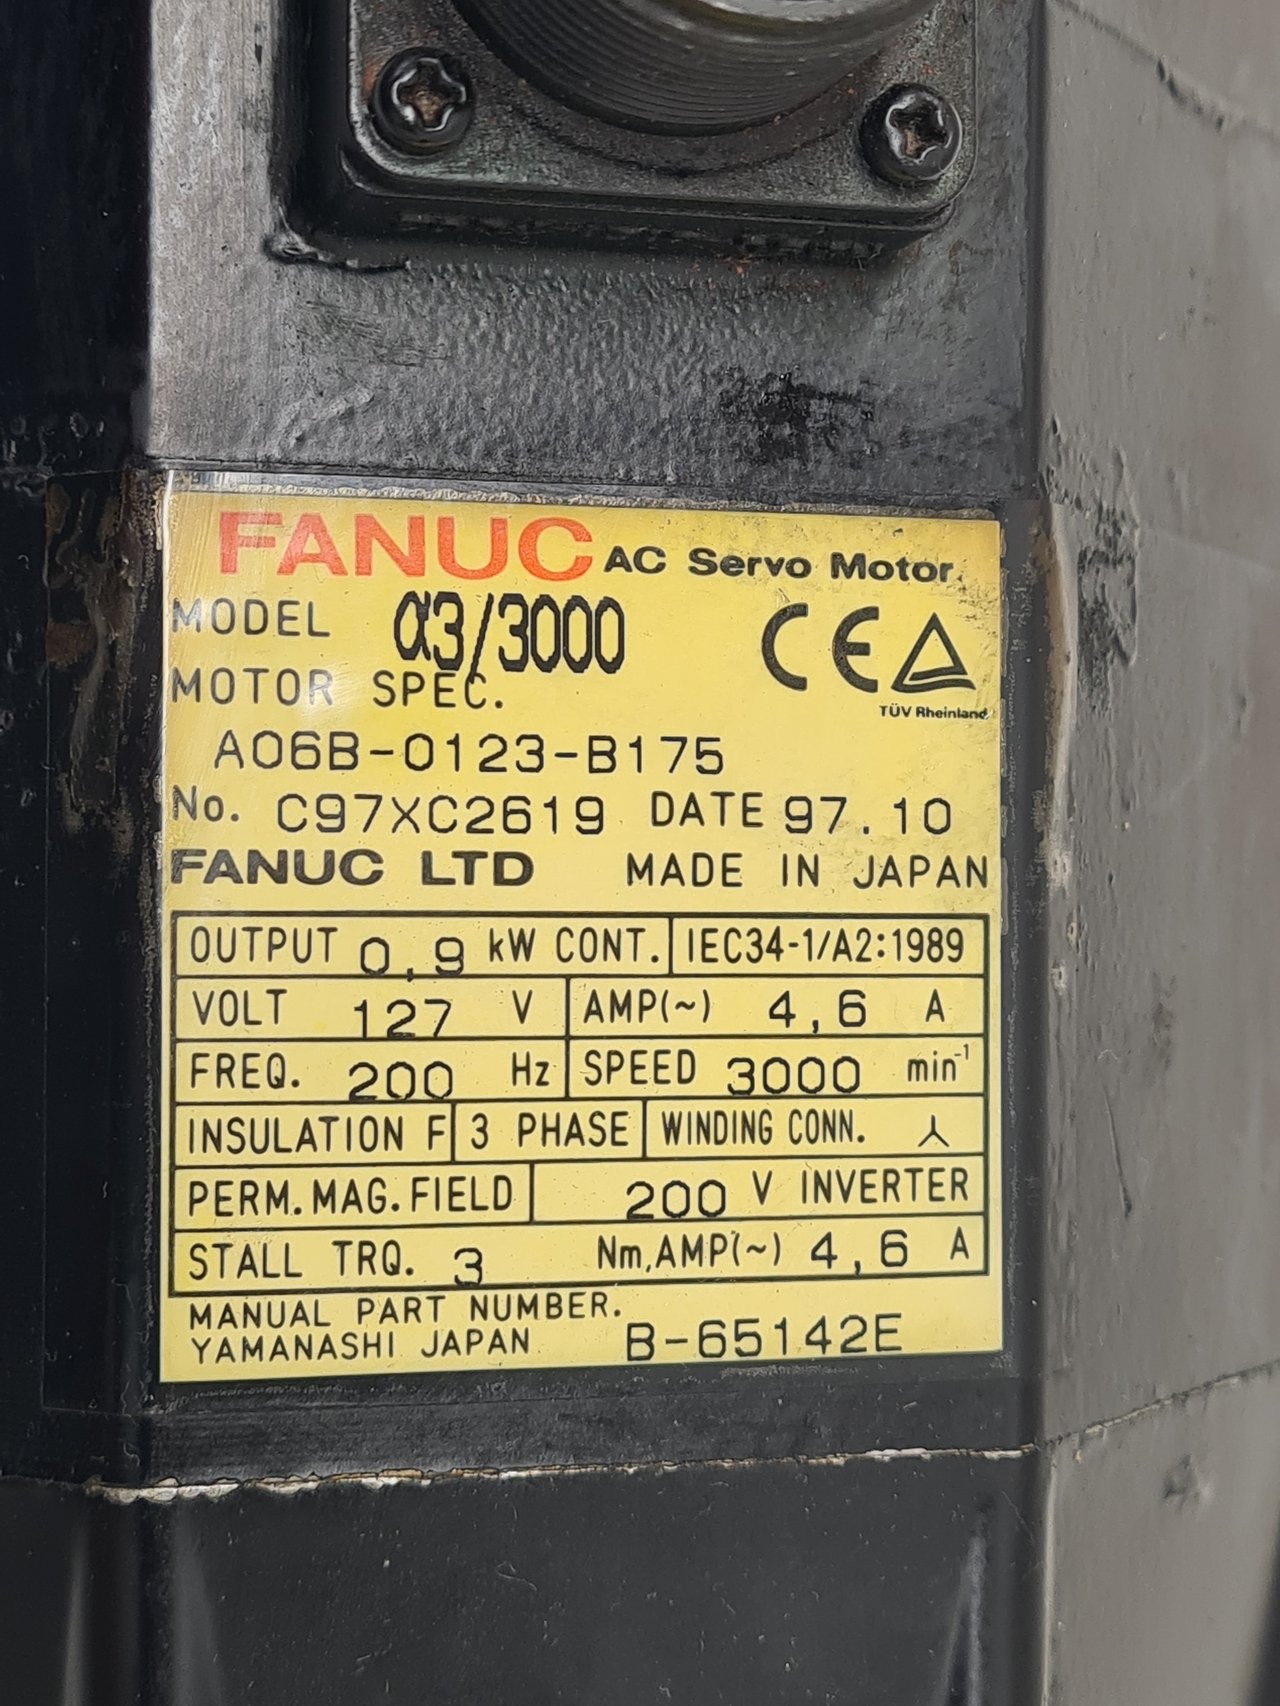 FANUC AC Servo Motor
MODEL α3/3000
CE
TÜV Rheinland
MOTOR SPEC.
A06B-0123-B175
No. C97XC2619 DATE 97.10
FANUC LTD MADE IN JAPAN
OUTPUT 0.9 kW CONT. IEC34-1/A2:1989
VOLT 127 V AMP(~) 4,6 A
FREQ. 200 Hz SPEED 3000 min⁻¹
INSULATION F 3 PHASE WINDING CONN. ⅄
PERM.MAG.FIELD 200 V INVERTER
STALL TRQ. 3 Nm,AMP(~) 4,6 A
MANUAL PART NUMBER.
YAMANASHI JAPAN B-65142E